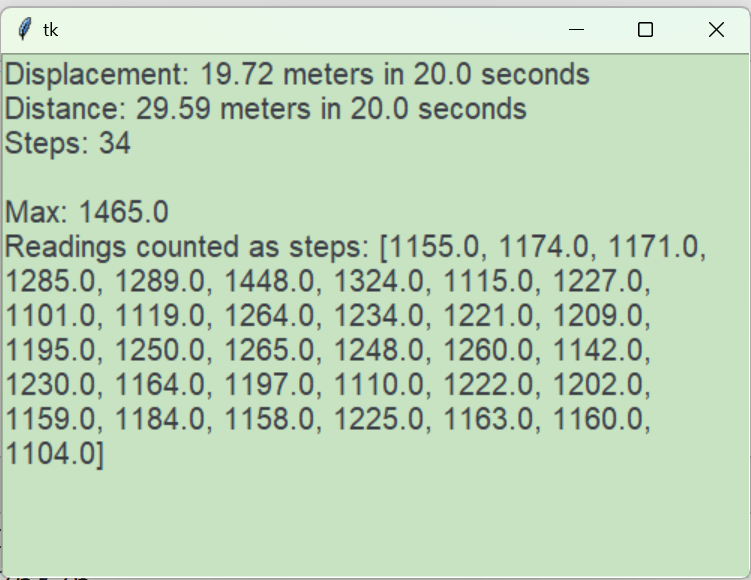 tk
Displacement: 19.72 meters in 20.0 seconds
Distance: 29.59 meters in 20.0 seconds
Steps: 34
Max: 1465.0
Readings counted as steps: [1155.0, 1174.0, 1171.0,
1285.0, 1289.0, 1448.0, 1324.0, 1115.0, 1227.0,
1101.0, 1119.0, 1264.0, 1234.0, 1221.0, 1209.0,
1195.0, 1250.0, 1265.0, 1248.0, 1260.0, 1142.0,
1230.0, 1164.0, 1197.0, 1110.0, 1222.0, 1202.0,
1159.0, 1184.0, 1158.0, 1225.0, 1163.0, 1160.0,
1104.0]